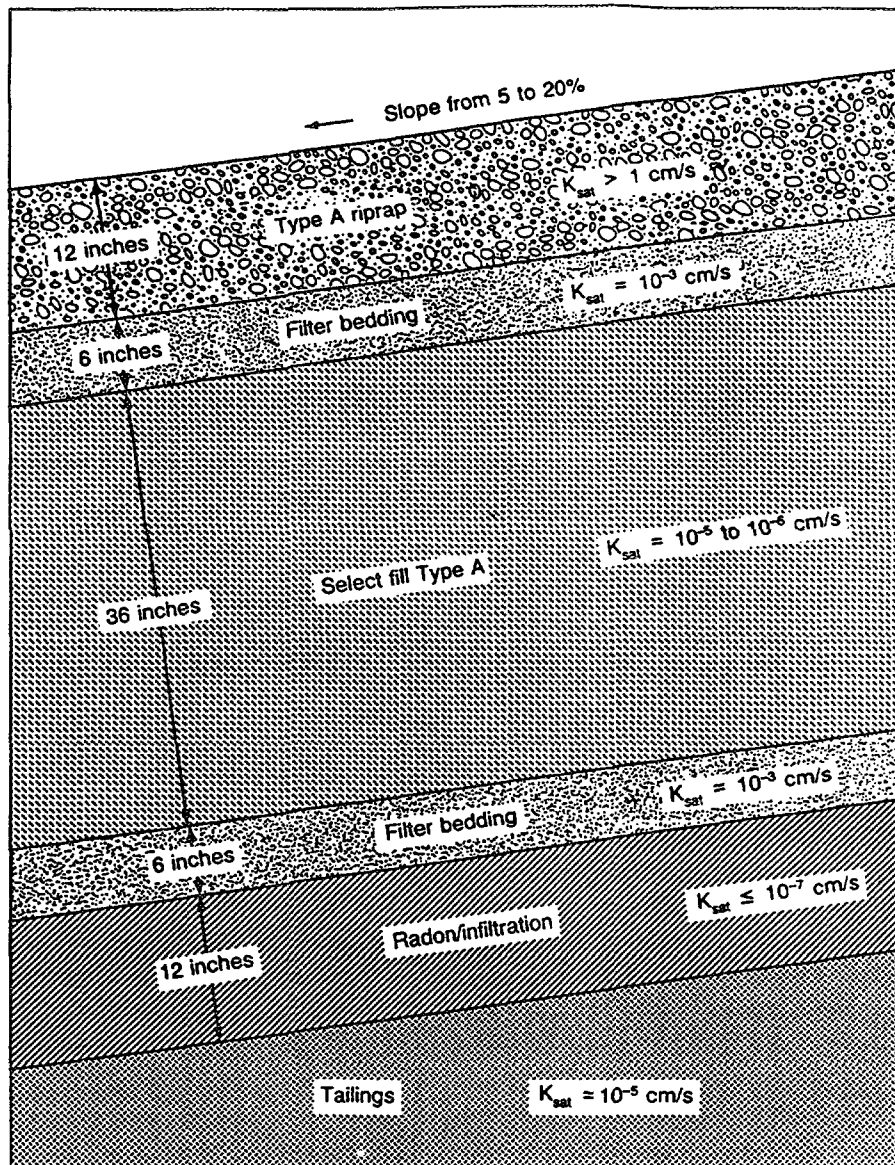 Slope from 5 to 20%
K_sat > 1 cm/s
Type A riprap
12 inches
K_sat = 10⁻³ cm/s
Filter bedding
6 inches
K_sat = 10⁻⁵ to 10⁻⁶ cm/s
Select fill Type A
36 inches
K_sat = 10⁻³ cm/s
Filter bedding
6 inches
K_sat ≤ 10⁻⁷ cm/s
Radon/infiltration
12 inches
Tailings K_sat ≃ 10⁻⁵ cm/s